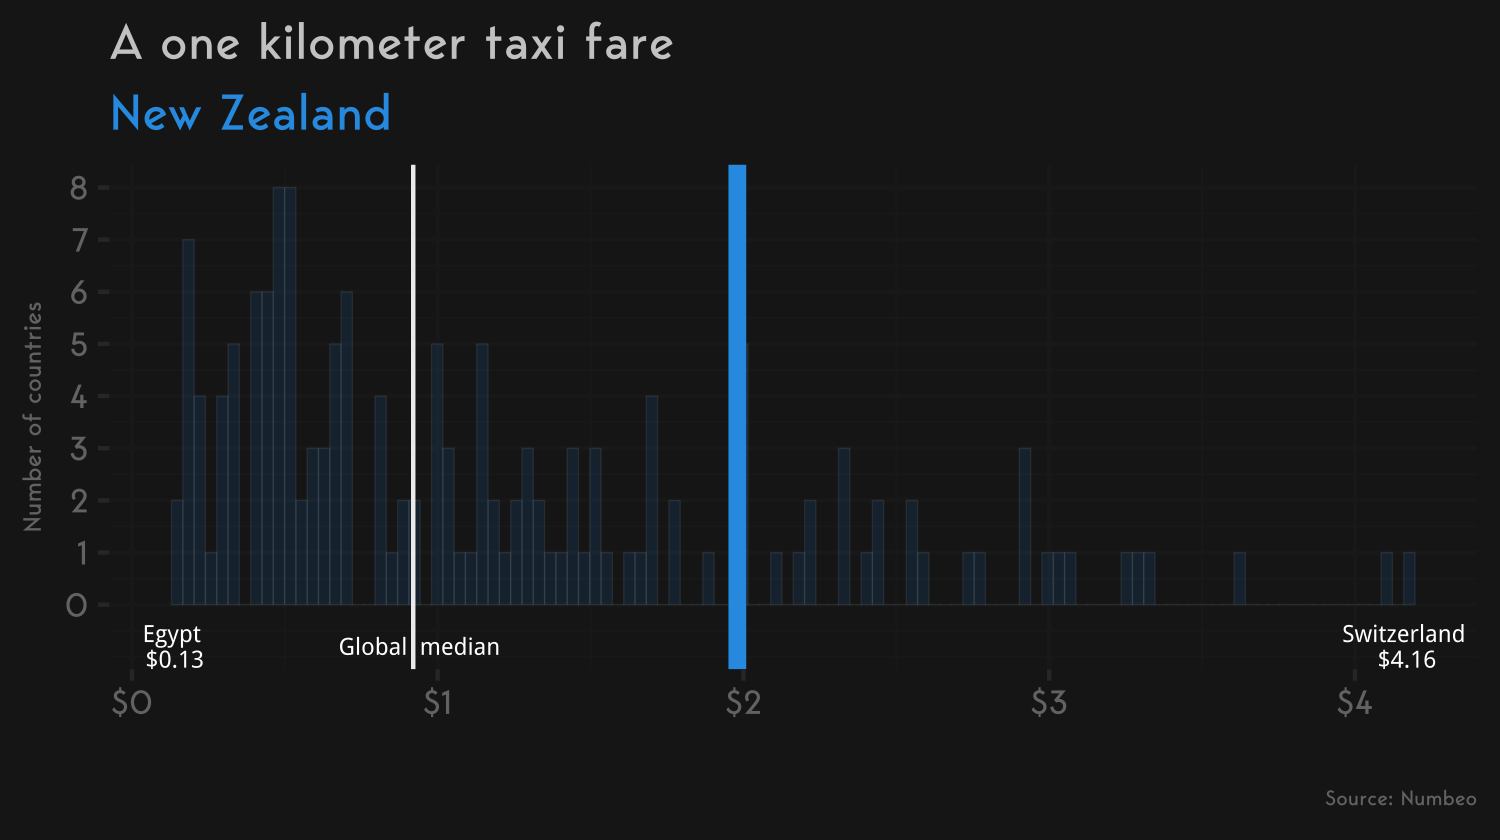 A one kilometer taxi fare
New Zealand
Number of countries
8
7
6
5
4
3
2
1
0
Egypt
$0.13
Global median
Switzerland
$4.16
$0
$1
$2
$3
$4
Source: Numbeo